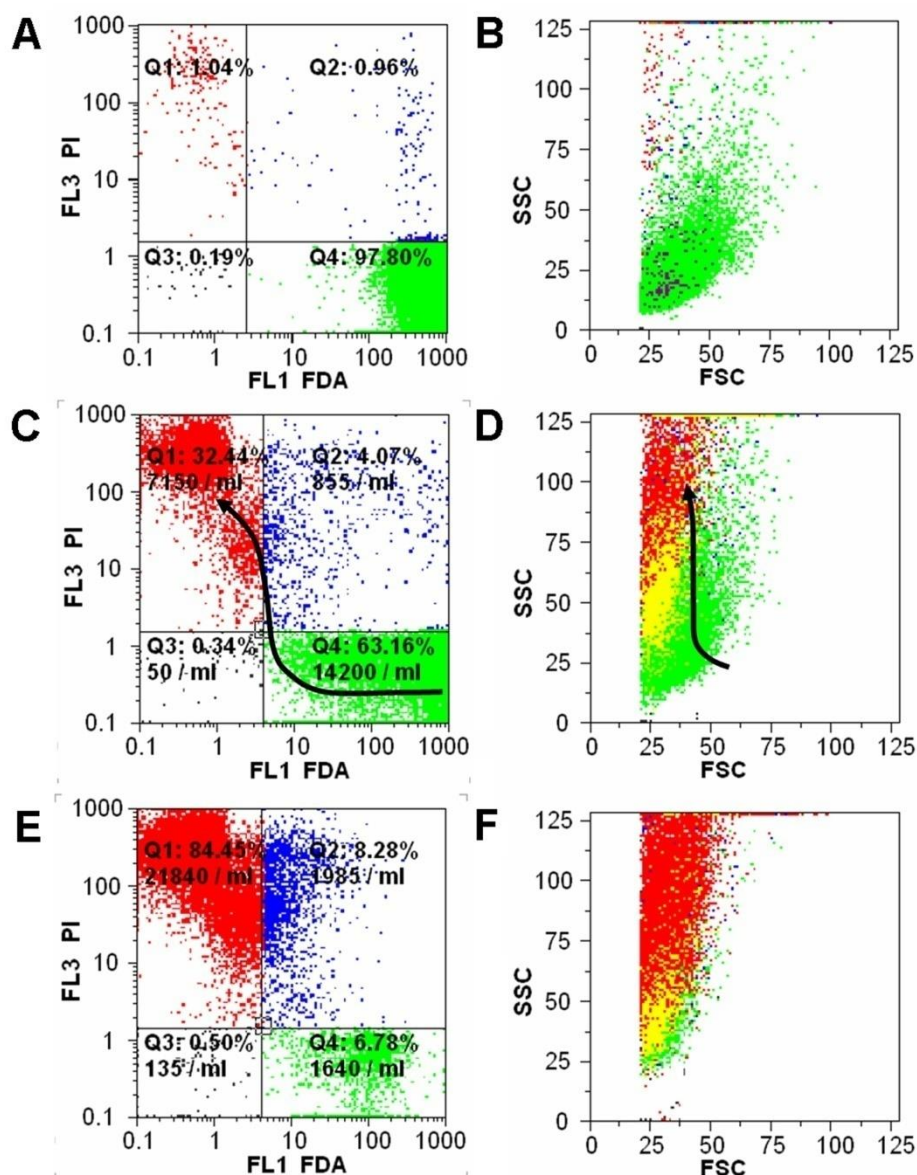 A
1000
100
10
1
0.1
FL3 PI
Q1: 1.04%
Q2: 0.96%
Q3: 0.19%
Q4: 97.80%
0.1 1 10 100 1000
FL1 FDA
B
125
100
75
50
25
0
SSC
0 25 50 75 100 125
FSC
C
1000
100
10
1
0.1
FL3 PI
Q1: 32.44%
7150 / ml
Q2: 4.07%
855 / ml
Q3: 0.34%
50 / ml
Q4: 63.16%
14200 / ml
0.1 1 10 100 1000
FL1 FDA
D
125
100
75
50
25
0
SSC
0 25 50 75 100 125
FSC
E
1000
100
10
1
0.1
FL3 PI
Q1: 84.45%
21840 / ml
Q2: 8.28%
1985 / ml
Q3: 0.50%
135 / ml
Q4: 6.78%
1640 / ml
0.1 1 10 100 1000
FL1 FDA
F
125
100
75
50
25
0
SSC
0 25 50 75 100 125
FSC